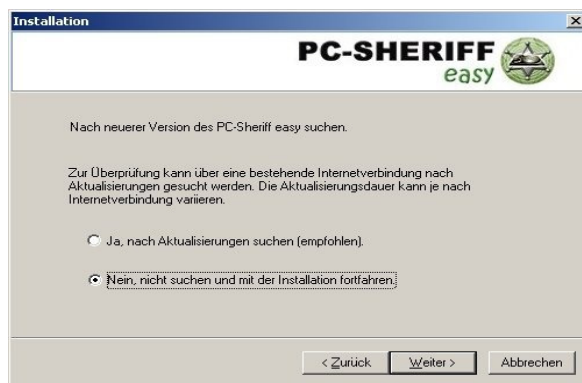 Installation
PC-SHERIFF
easy
Nach neuerer Version des PC-Sheriff easy suchen.
Zur Überprüfung kann über eine bestehende Internetverbindung nach
Aktualisierungen gesucht werden. Die Aktualisierungsdauer kann je nach
Internetverbindung variieren.
Ja, nach Aktualisierungen suchen (empfohlen).
Nein, nicht suchen und mit der Installation fortfahren.
< Zurück Weiter > Abbrechen